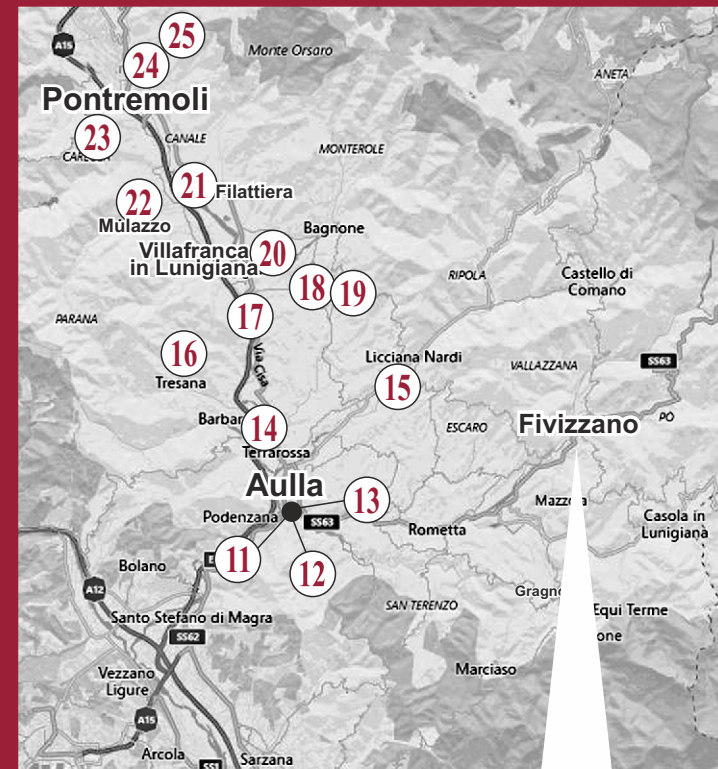 25
A15
Monte Orsaro
24
ANETA
Pontremoli
23
CANALE
MONTEROLE
21
Filattiera
22
Mulazzo
Bagnone
Villafranca
in Lunigiana
20
RIPOLA
Castello di
Comano
18
19
17
PARANA
16
Via Cisa
Licciana Nardi
VALLAZZANA
SS63
Tresana
15
14
ESCARO
Fivizzano
PO
Terrarossa
Aulla
13
Podenzana
SS63
Rometta
Casola in
Lunigiana
11
12
Bolano
A12
SAN TERENZO
Equi Terme
Santo Stefano di Magra
SS62
Marciaso
Vezzano
Ligure
A15
Arcola
Sarzana
SS1